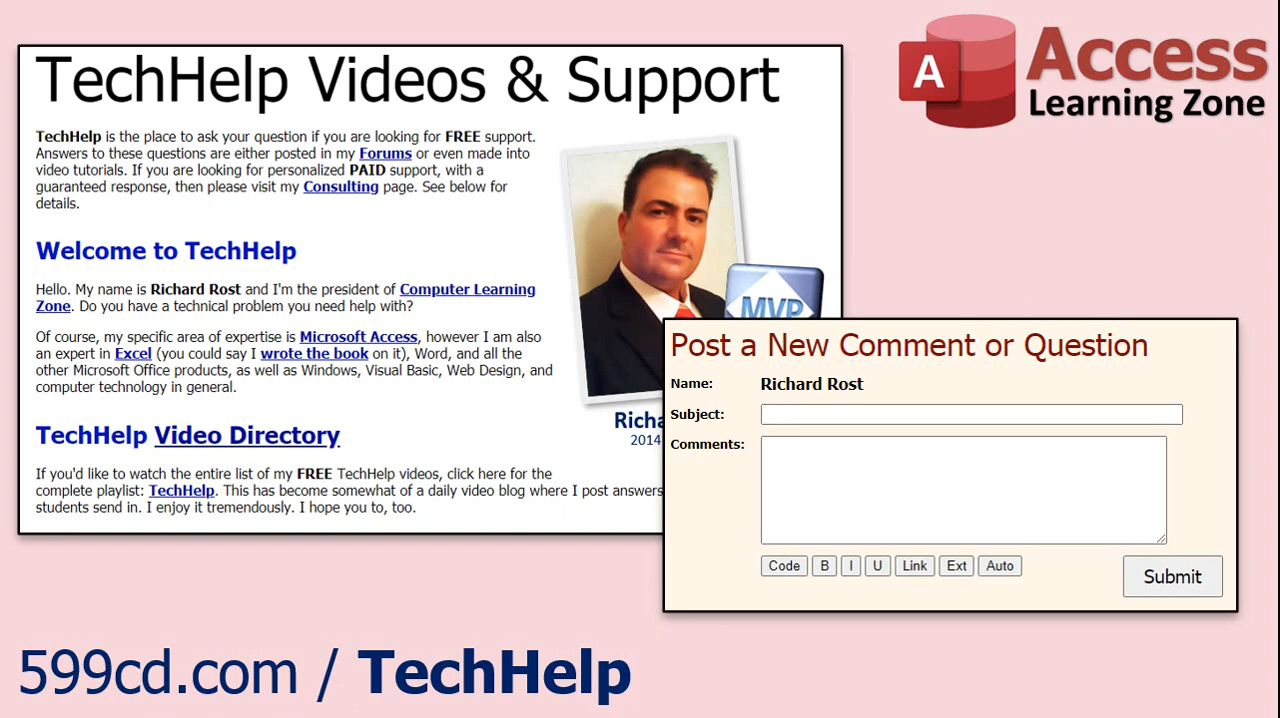 TechHelp Videos & Support
TechHelp is the place to ask your question if you are looking for FREE support.
Answers to these questions are either posted in my Forums or even made into
video tutorials. If you are looking for personalized PAID support, with a
guaranteed response, then please visit my Consulting page. See below for
details.
Welcome to TechHelp
Hello. My name is Richard Rost and I'm the president of Computer Learning
Zone. Do you have a technical problem you need help with?
Of course, my specific area of expertise is Microsoft Access, however I am also
an expert in Excel (you could say I wrote the book on it), Word, and all the
other Microsoft Office products, as well as Windows, Visual Basic, Web Design, and
computer technology in general.
TechHelp Video Directory
If you'd like to watch the entire list of my FREE TechHelp videos, click here for the
complete playlist: TechHelp. This has become somewhat of a daily video blog where I post answers
students send in. I enjoy it tremendously. I hope you to, too.
MVP
Richa
2014
A
Access
Learning Zone
Post a New Comment or Question
Name: Richard Rost
Subject:
Comments:
Code B I U Link Ext Auto
Submit
599cd.com / TechHelp